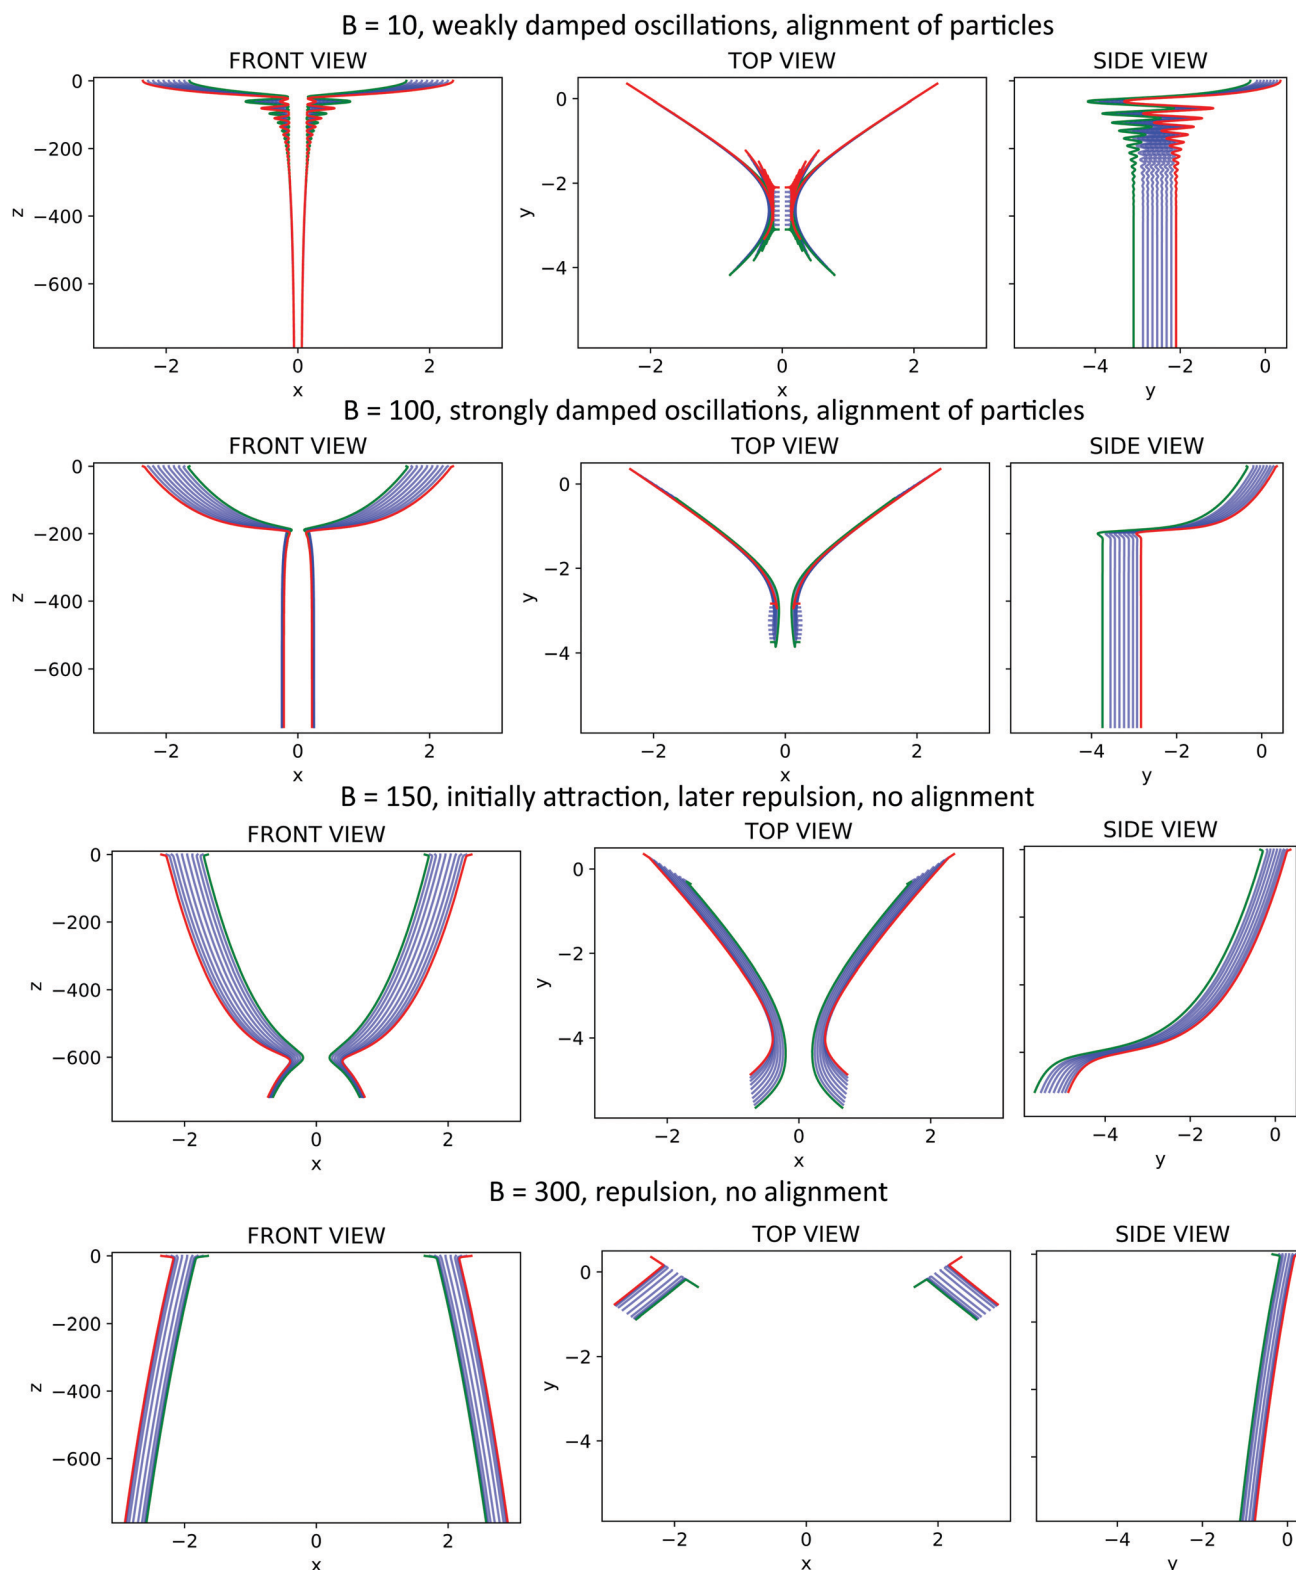 B = 10, weakly damped oscillations, alignment of particles
FRONT VIEW
TOP VIEW
SIDE VIEW
0
−200
−400
−600
z
−2
0
2
x
0
−2
−4
y
−2
0
2
x
−4
−2
0
y
B = 100, strongly damped oscillations, alignment of particles
FRONT VIEW
TOP VIEW
SIDE VIEW
0
−200
−400
−600
z
−2
0
2
x
0
−2
−4
y
−2
0
2
x
−4
−2
0
y
B = 150, initially attraction, later repulsion, no alignment
FRONT VIEW
TOP VIEW
SIDE VIEW
0
−200
−400
−600
z
−2
0
2
x
0
−2
−4
y
−2
0
2
x
−4
−2
0
y
B = 300, repulsion, no alignment
FRONT VIEW
TOP VIEW
SIDE VIEW
0
−200
−400
−600
z
−2
0
2
x
0
−2
−4
y
−2
0
2
x
−4
−2
0
y